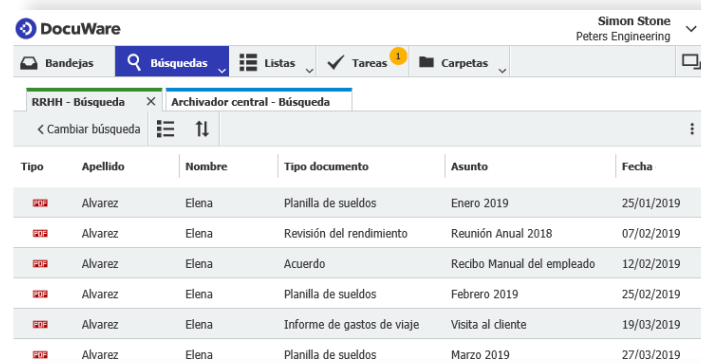 DocuWare
Simon Stone
Peters Engineering
Bandejas Búsquedas Listas Tareas 1 Carpetas
RRHH - Búsqueda Archivador central - Búsqueda
Cambiar búsqueda
Tipo Apellido Nombre Tipo documento Asunto Fecha
PDF Alvarez Elena Planilla de sueldos Enero 2019 25/01/2019
PDF Alvarez Elena Revisión del rendimiento Reunión Anual 2018 07/02/2019
PDF Alvarez Elena Acuerdo Recibo Manual del empleado 12/02/2019
PDF Alvarez Elena Planilla de sueldos Febrero 2019 25/02/2019
PDF Alvarez Elena Informe de gastos de viaje Visita al cliente 19/03/2019
PDF Alvarez Elena Planilla de sueldos Marzo 2019 27/03/2019